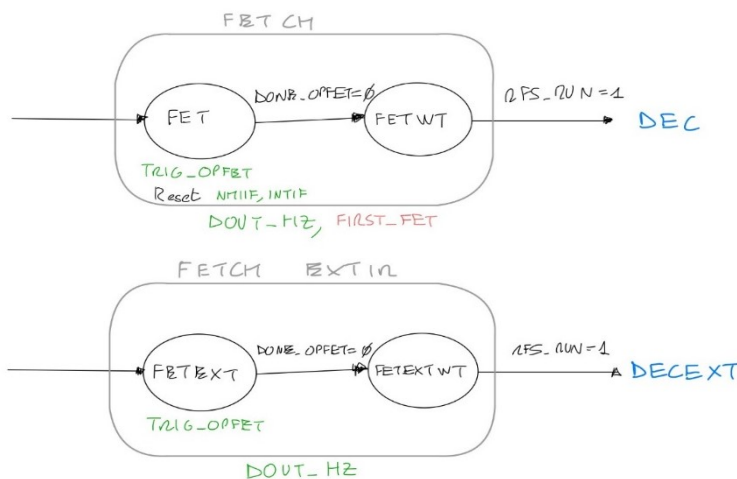 FETCH
DONE_OPFET=0
RFS_RUN=1
FET
FETWT
DEC
TRIG_OPFET
Reset NMIIF, INTIF
DOUT_HZ, FIRST_FET
FETCH EXTIR
DONE_OPFET=0
RFS_RUN=1
FETEXT
FETEXTWT
DECEXT
TRIG_OPFET
DOUT_HZ